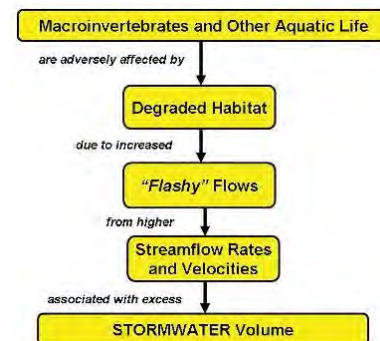 Macroinvertebrates and Other Aquatic Life
are adversely affected by
Degraded Habitat
due to increased
"Flashy" Flows
from higher
Streamflow Rates
and Velocities
associated with excess
STORMWATER Volume